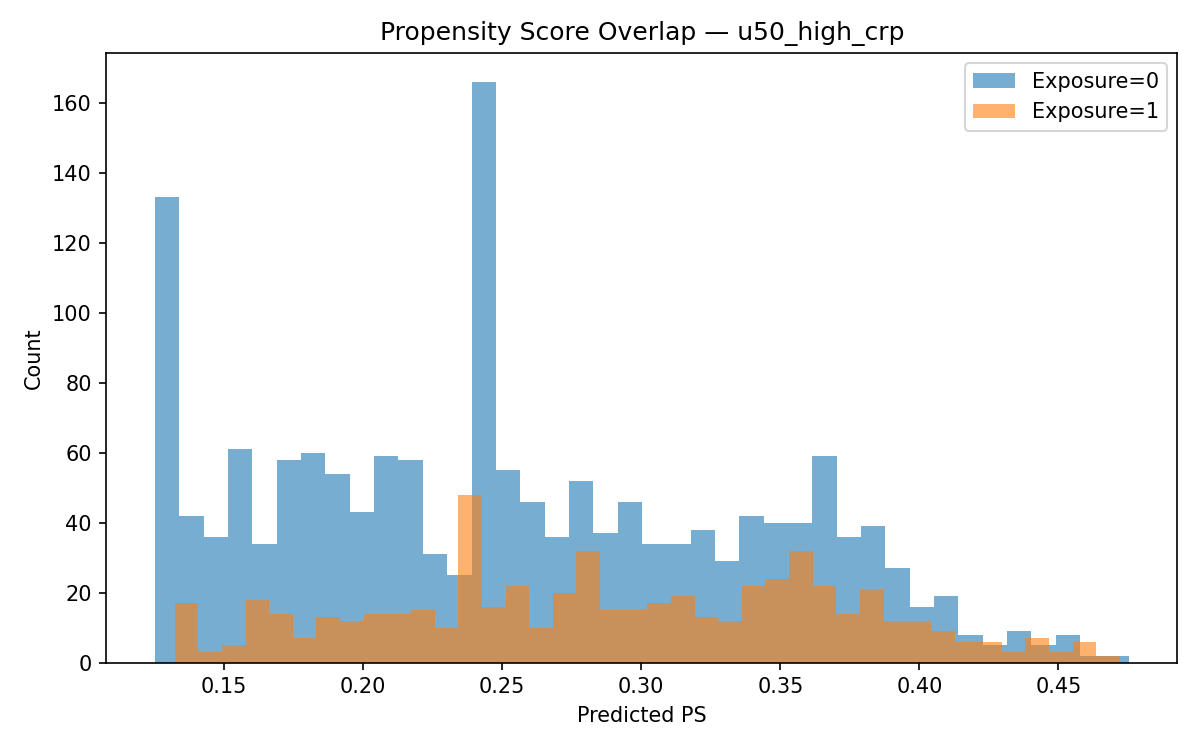 Propensity Score Overlap — u50_high_crp
Exposure=0
Exposure=1
Count
160
140
120
100
80
60
40
20
0
0.15 0.20 0.25 0.30 0.35 0.40 0.45
Predicted PS